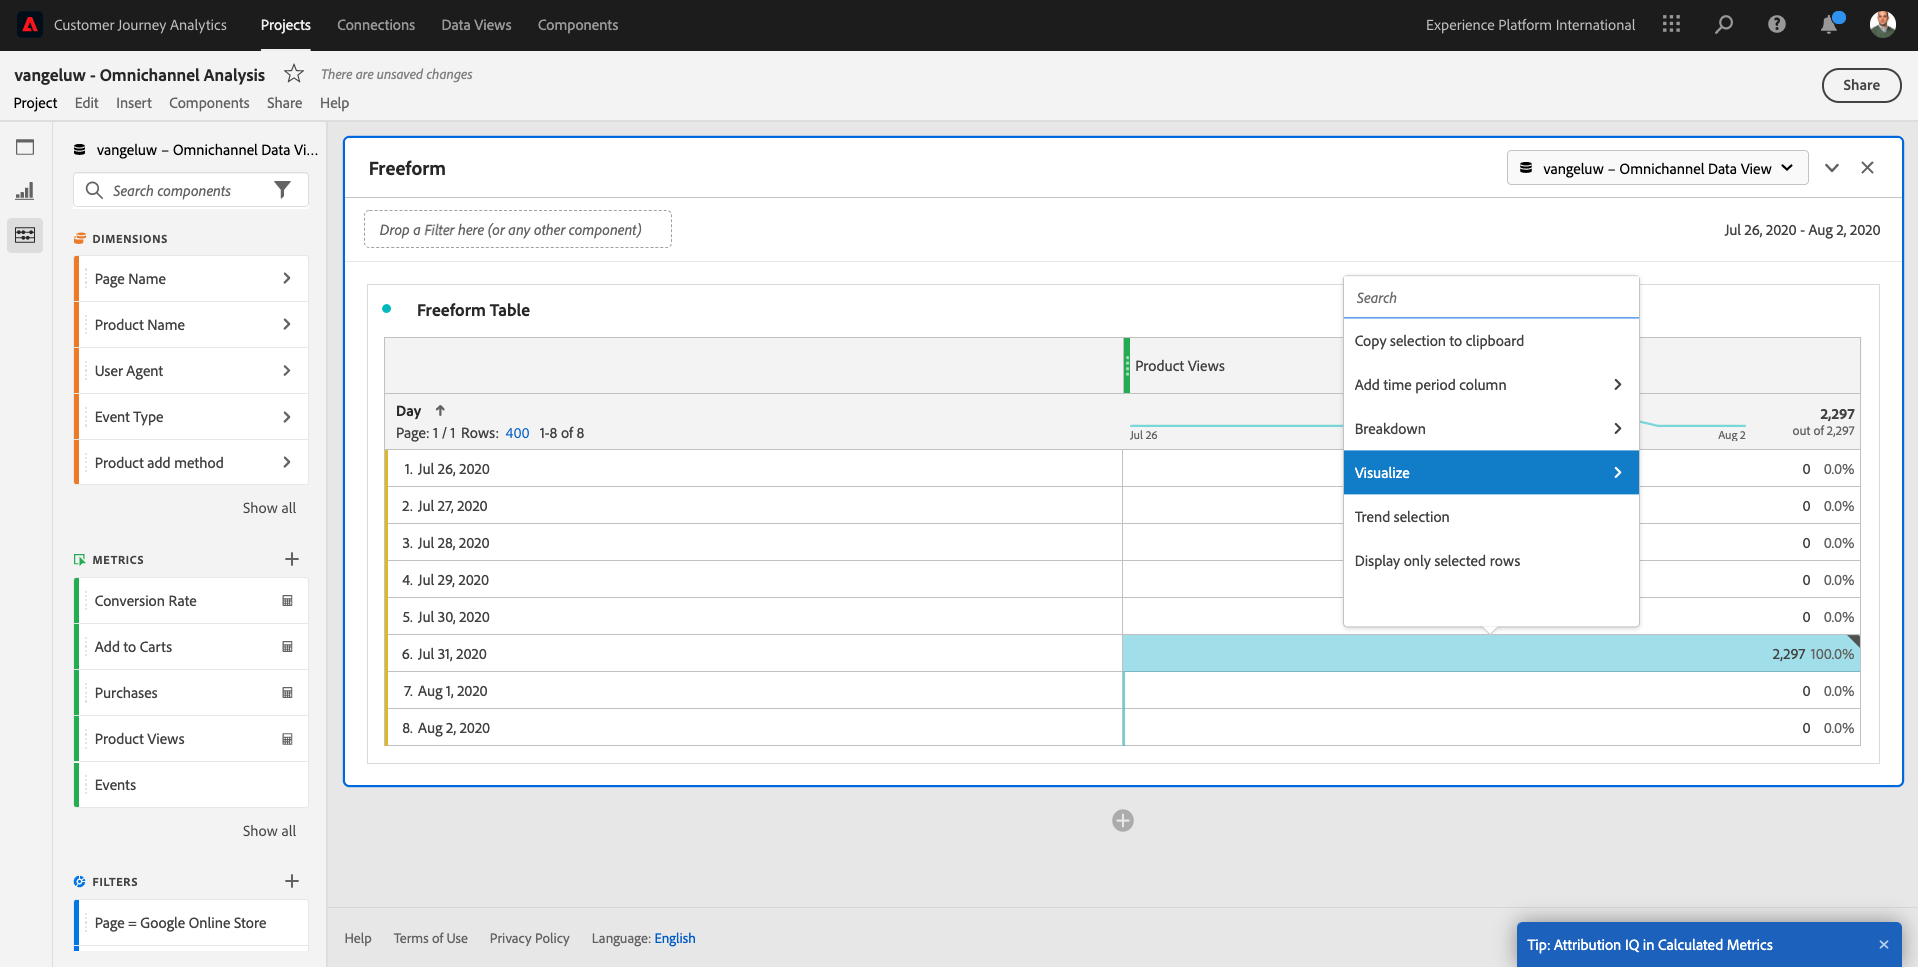 Customer Journey Analytics Projects Connections Data Views Components Experience Platform International
vangeluw - Omnichannel Analysis There are unsaved changes
Project Edit Insert Components Share Help
Share
vangeluw – Omnichannel Data Vi...
Search components
DIMENSIONS
Page Name
Product Name
User Agent
Event Type
Product add method
Show all
METRICS
Conversion Rate
Add to Carts
Purchases
Product Views
Events
Show all
FILTERS
Page = Google Online Store
Freeform
vangeluw – Omnichannel Data View
Drop a Filter here (or any other component)
Jul 26, 2020 - Aug 2, 2020
Freeform Table
Product Views
Day
Page: 1 / 1 Rows: 400 1-8 of 8
Jul 26
Aug 2
2,297
out of 2,297
1. Jul 26, 2020 0 0.0%
2. Jul 27, 2020 0 0.0%
3. Jul 28, 2020 0 0.0%
4. Jul 29, 2020 0 0.0%
5. Jul 30, 2020 0 0.0%
6. Jul 31, 2020 2,297 100.0%
7. Aug 1, 2020 0 0.0%
8. Aug 2, 2020 0 0.0%
Search
Copy selection to clipboard
Add time period column
Breakdown
Visualize
Trend selection
Display only selected rows
Help Terms of Use Privacy Policy Language: English
Tip: Attribution IQ in Calculated Metrics